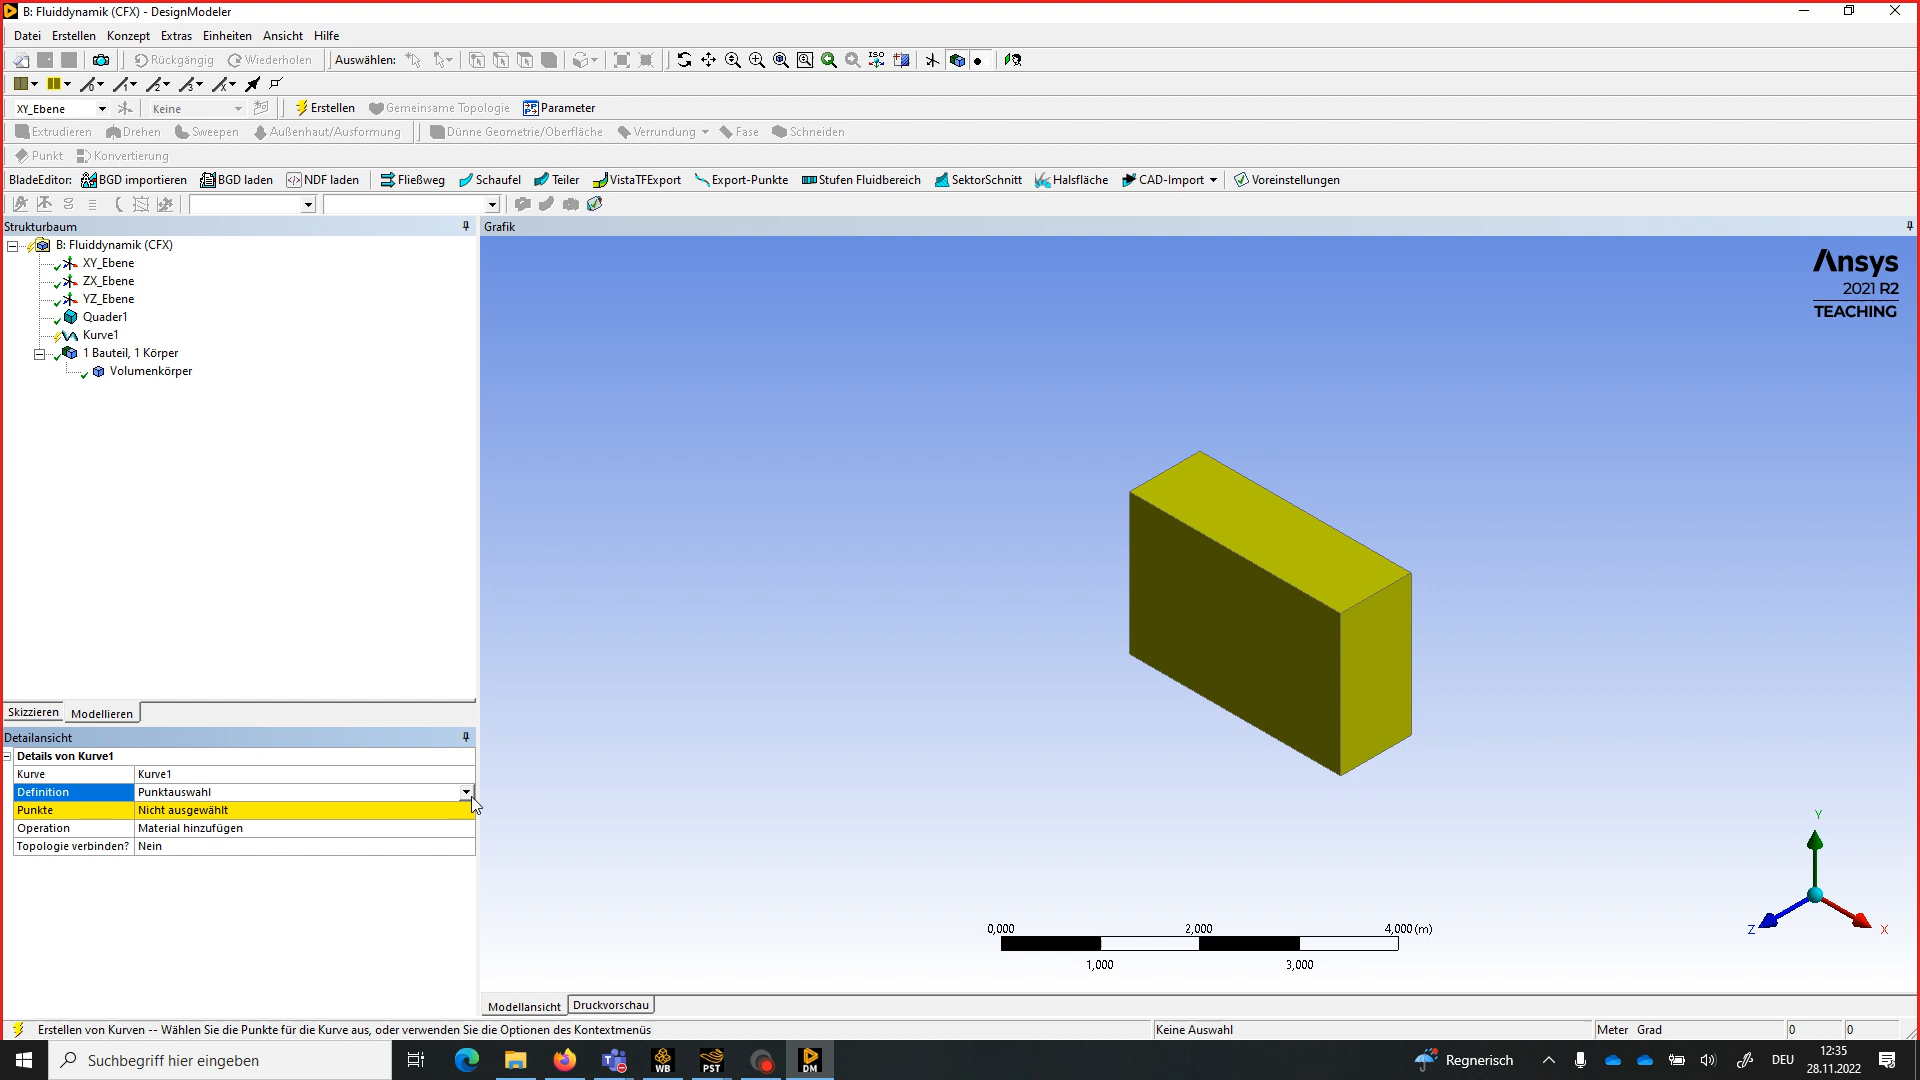 B: Fluiddynamik (CFX) - DesignModeler
Datei Erstellen Konzept Extras Einheiten Ansicht Hilfe
Rückgängig Wiederholen Auswählen: ISO
XY_Ebene Keine Erstellen Gemeinsame Topologie Parameter
Extrudieren Drehen Sweepen Außenhaut/Ausformung Dünne Geometrie/Oberfläche Verrundung Fase Schneiden
Punkt Konvertierung
BladeEditor: BGD importieren BGD laden NDF laden Fließweg Schaufel Teiler VistaTFExport Export-Punkte Stufen Fluidbereich SektorSchnitt Halsfläche CAD-Import Voreinstellungen
Strukturbaum
B: Fluiddynamik (CFX)
XY_Ebene
ZX_Ebene
YZ_Ebene
Quader1
Kurve1
1 Bauteil, 1 Körper
Volumenkörper
Skizzieren Modellieren
Detailansicht
Details von Kurve1
Kurve Kurve1
Definition Punktauswahl
Punkte Nicht ausgewählt
Operation Material hinzufügen
Topologie verbinden? Nein
Grafik
Ansys
2021 R2
TEACHING
Y
Z X
0,000 2,000 4,000 (m)
1,000 3,000
Modellansicht Druckvorschau
Erstellen von Kurven -- Wählen Sie die Punkte für die Kurve aus, oder verwenden Sie die Optionen des Kontextmenüs Keine Auswahl Meter Grad 0 0
Suchbegriff hier eingeben WB PST DM Regnerisch DEU 12:35
28.11.2022